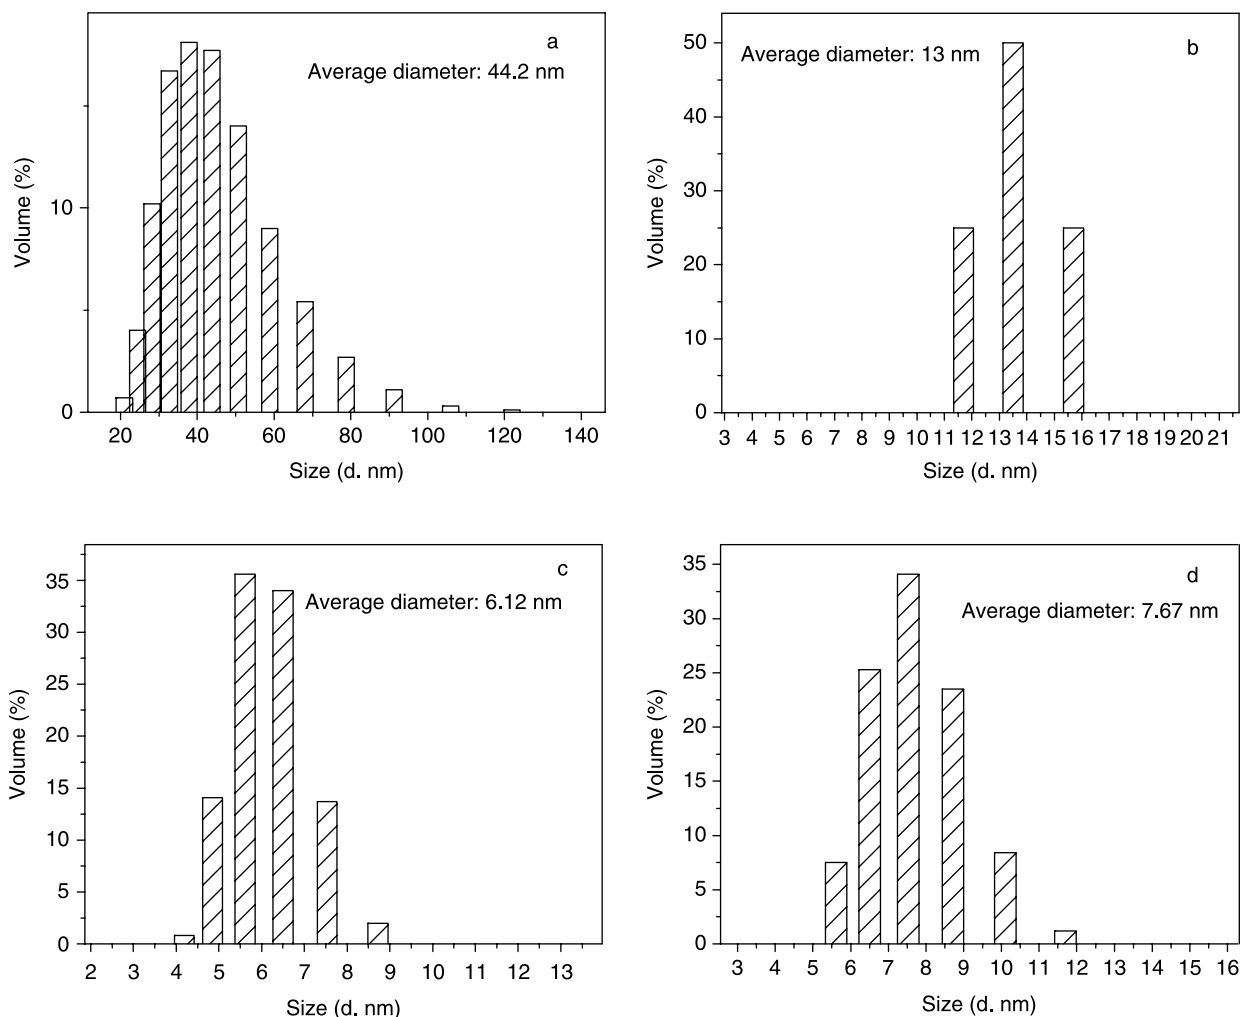 a
Average diameter: 44.2 nm
Volume (%)
10
0
20 40 60 80 100 120 140
Size (d. nm)
b
Average diameter: 13 nm
Volume (%)
50
40
30
20
10
0
3 4 5 6 7 8 9 10 11 12 13 14 15 16 17 18 19 20 21
Size (d. nm)
c
Average diameter: 6.12 nm
Volume (%)
35
30
25
20
15
10
5
0
2 3 4 5 6 7 8 9 10 11 12 13
Size (d. nm)
d
Average diameter: 7.67 nm
Volume (%)
35
30
25
20
15
10
5
0
3 4 5 6 7 8 9 10 11 12 13 14 15 16
Size (d. nm)